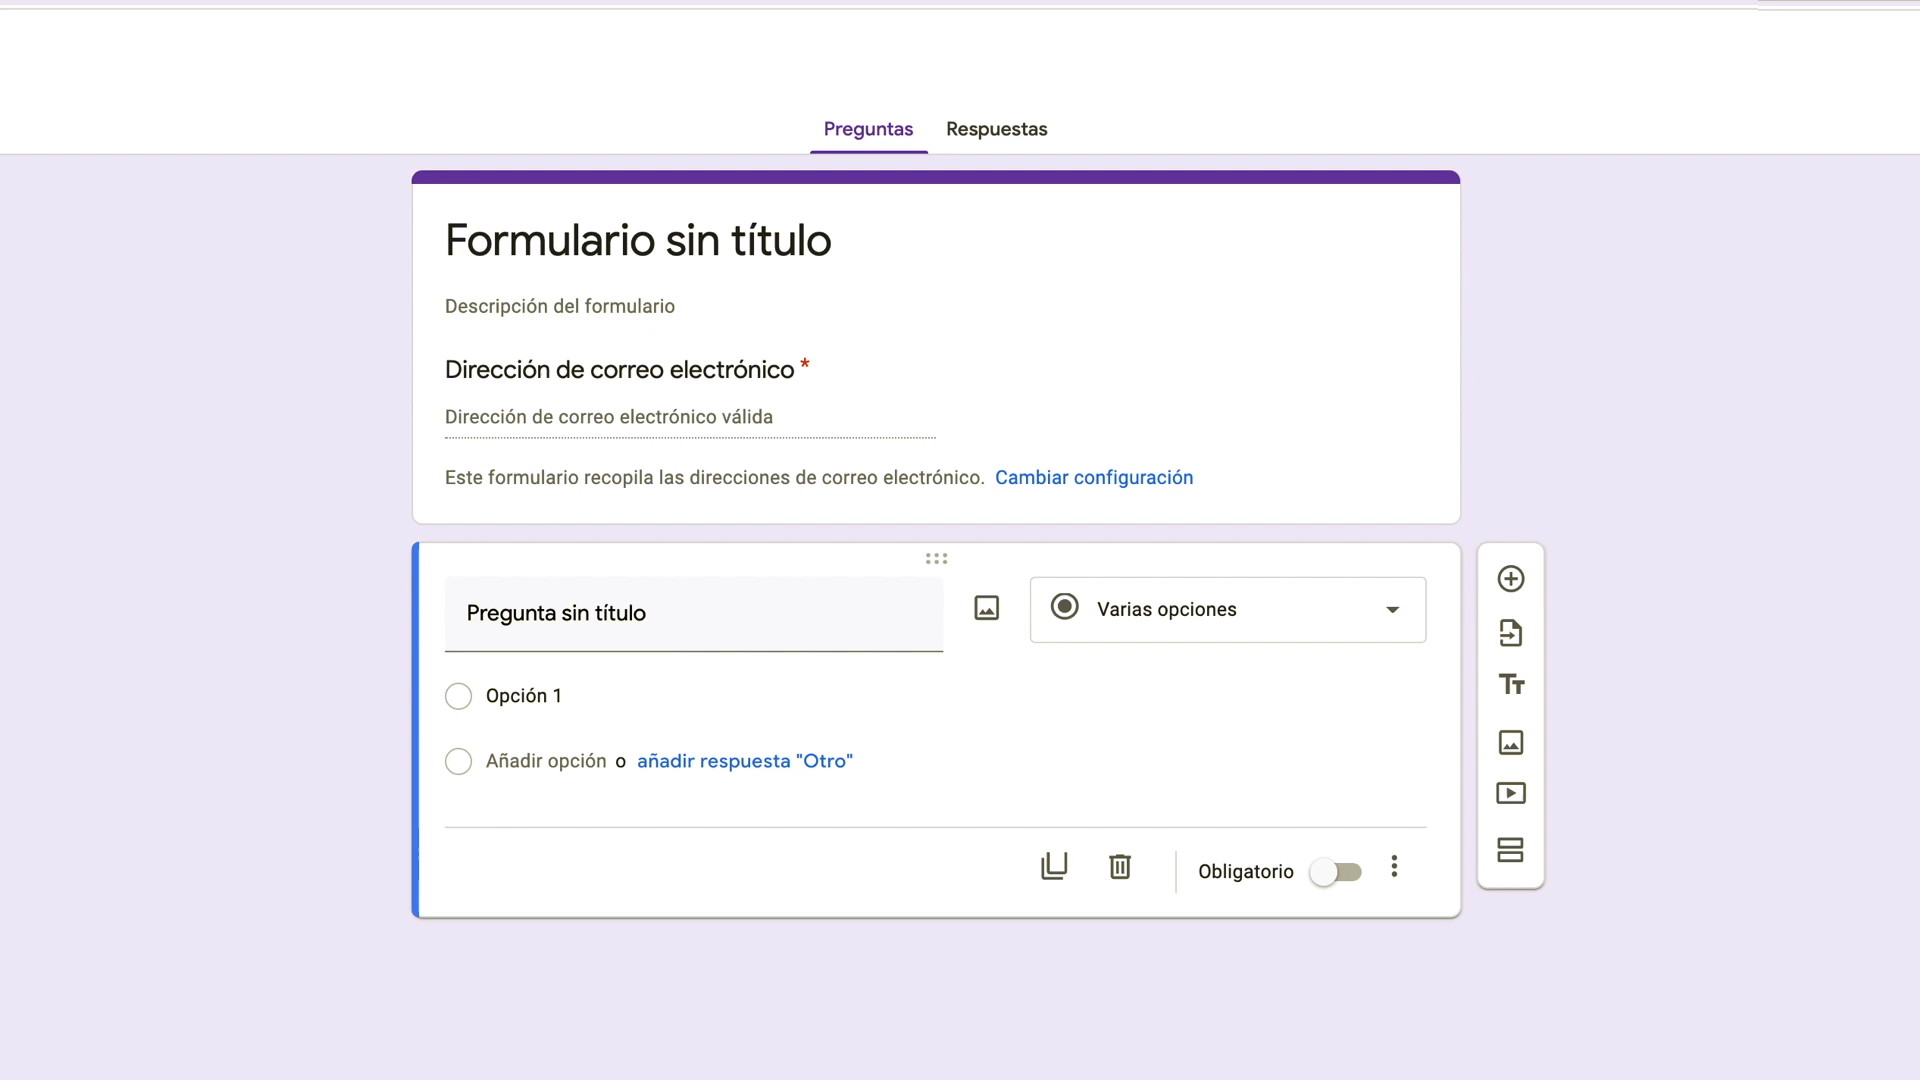 Preguntas Respuestas
Formulario sin título
Descripción del formulario
Dirección de correo electrónico *
Dirección de correo electrónico válida
Este formulario recopila las direcciones de correo electrónico. Cambiar configuración
Pregunta sin título
Varias opciones
Opción 1
Añadir opción o añadir respuesta "Otro"
Obligatorio